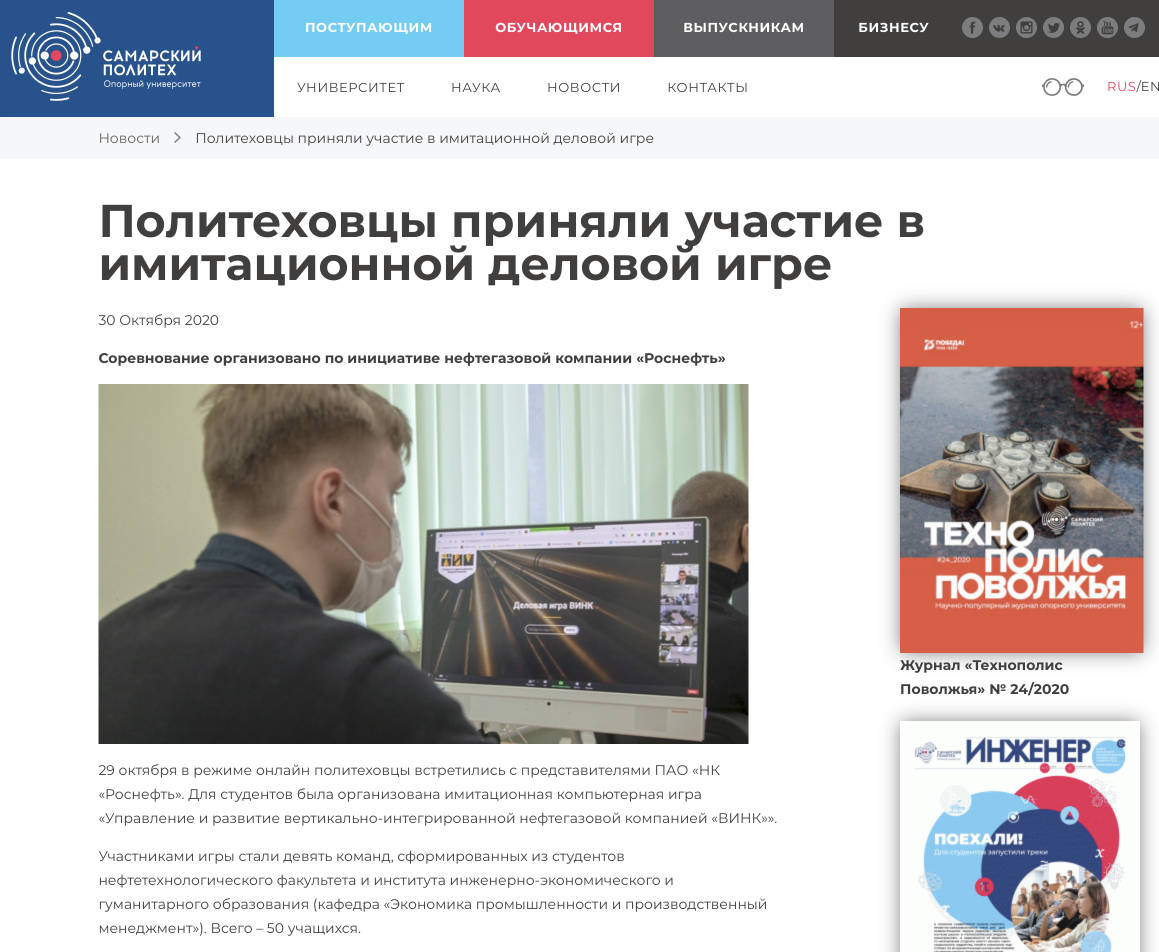 САМАРСКИЙ
ПОЛИТЕХ
Опорный университет
ПОСТУПАЮЩИМ
ОБУЧАЮЩИМСЯ
ВЫПУСКНИКАМ
БИЗНЕСУ
УНИВЕРСИТЕТ
НАУКА
НОВОСТИ
КОНТАКТЫ
RUS/EN
Новости
Политеховцы приняли участие в имитационной деловой игре
Политеховцы приняли участие в
имитационной деловой игре
30 Октября 2020
Соревнование организовано по инициативе нефтегазовой компании «Роснефть»
Деловая игра ВИНК
29 октября в режиме онлайн политеховцы встретились с представителями ПАО «НК
«Роснефть». Для студентов была организована имитационная компьютерная игра
«Управление и развитие вертикально-интегрированной нефтегазовой компанией «ВИНК»».
Участниками игры стали девять команд, сформированных из студентов
нефтетехнологического факультета и института инженерно-экономического и
гуманитарного образования (кафедра «Экономика промышленности и производственный
менеджмент»). Всего – 50 учащихся.
12+
ПОБЕДА!
САМАРСКИЙ
ПОЛИТЕХ
ТЕХНО
#24_2020
ПОЛИС
ПОВОЛЖЬЯ
Научно-популярный журнал опорного университета
Журнал «Технополис
Поволжья» № 24/2020
САМАРСКИЙ
ПОЛИТЕХ
ИНЖЕНЕР
ПОЕХАЛИ!
Для студентов запустили треки